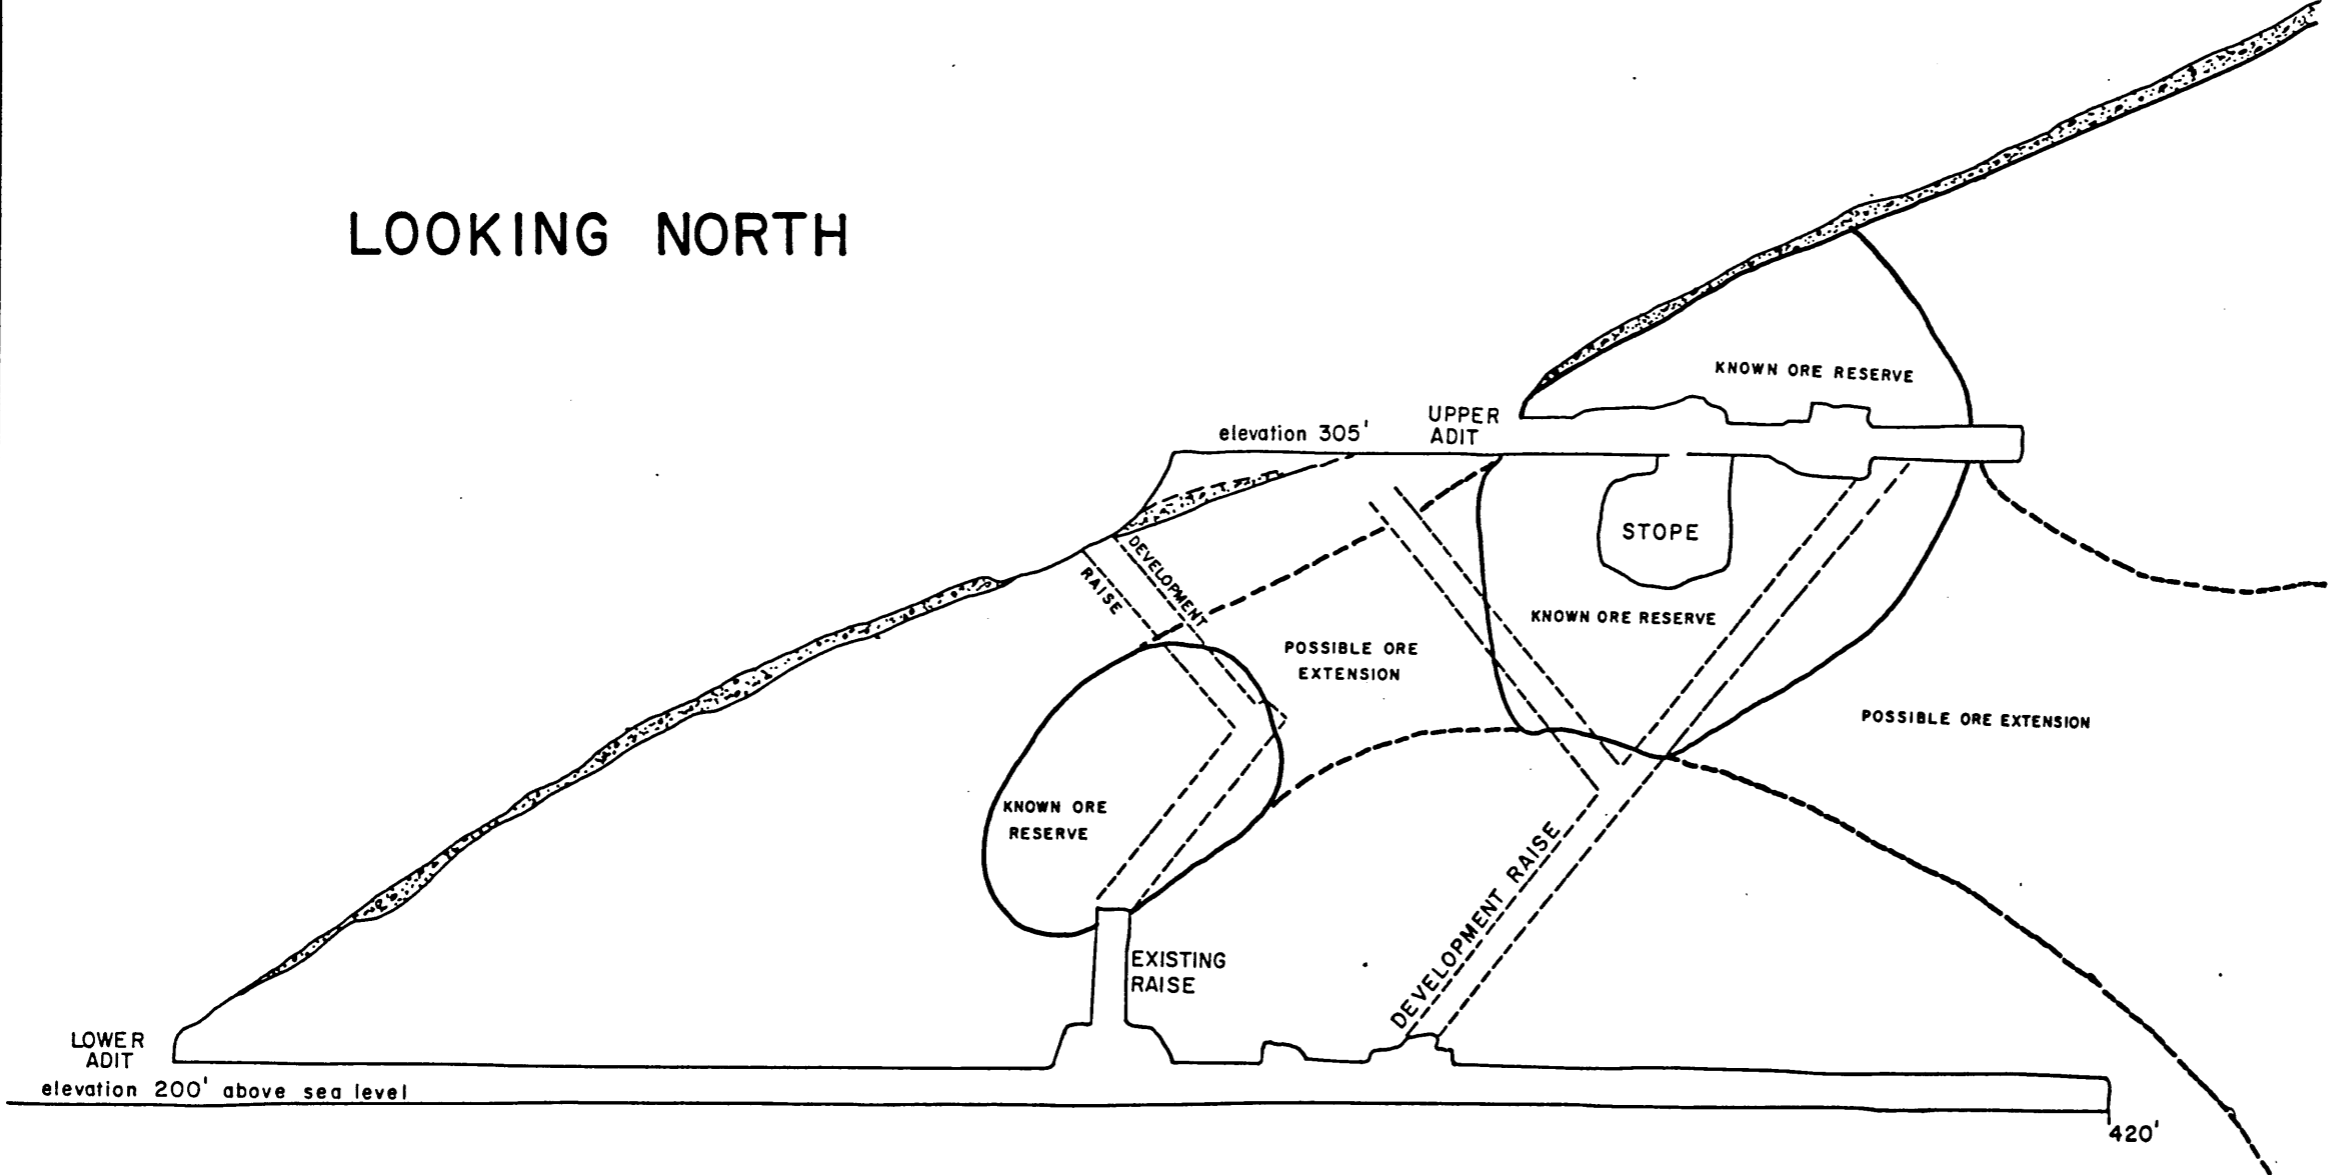 LOOKING NORTH
KNOWN ORE RESERVE
UPPER
ADIT
elevation 305'
STOPE
DEVELOPMENT
RAISE
KNOWN ORE RESERVE
POSSIBLE ORE
EXTENSION
POSSIBLE ORE EXTENSION
KNOWN ORE
RESERVE
DEVELOPMENT RAISE
EXISTING
RAISE
LOWER
ADIT
elevation 200' above sea level
420'